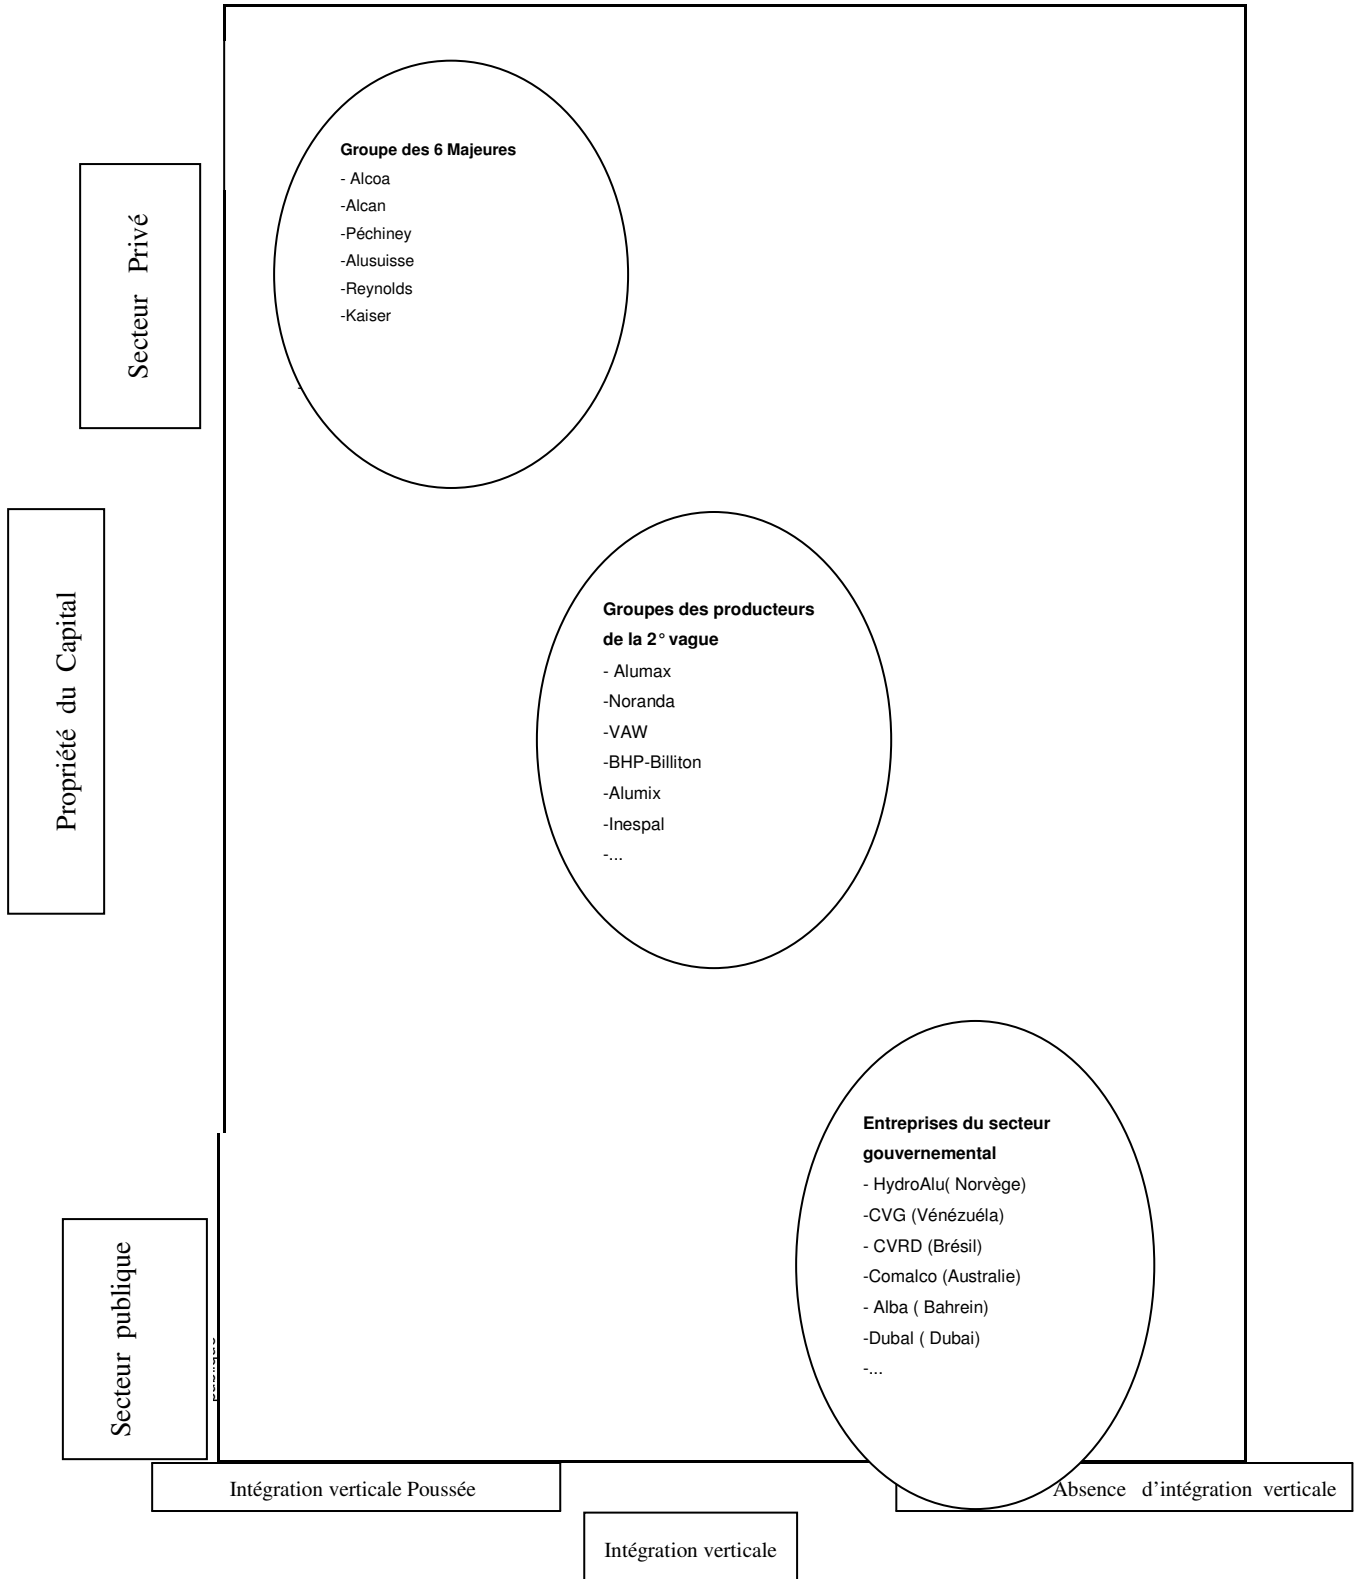 Groupe des 6 Majeures
- Alcoa
-Alcan
-Péchiney
-Alusuisse
-Reynolds
-Kaiser
Secteur Privé
Groupes des producteurs
de la 2° vague
- Alumax
-Noranda
-VAW
-BHP-Billiton
-Alumix
-Inespal
-...
Propriété du Capital
Entreprises du secteur
gouvernemental
- HydroAlu( Norvège)
-CVG (Vénézuéla)
- CVRD (Brésil)
-Comalco (Australie)
- Alba ( Bahrein)
-Dubal ( Dubai)
-...
Secteur publique
Intégration verticale Poussée
Absence d'intégration verticale
Intégration verticale